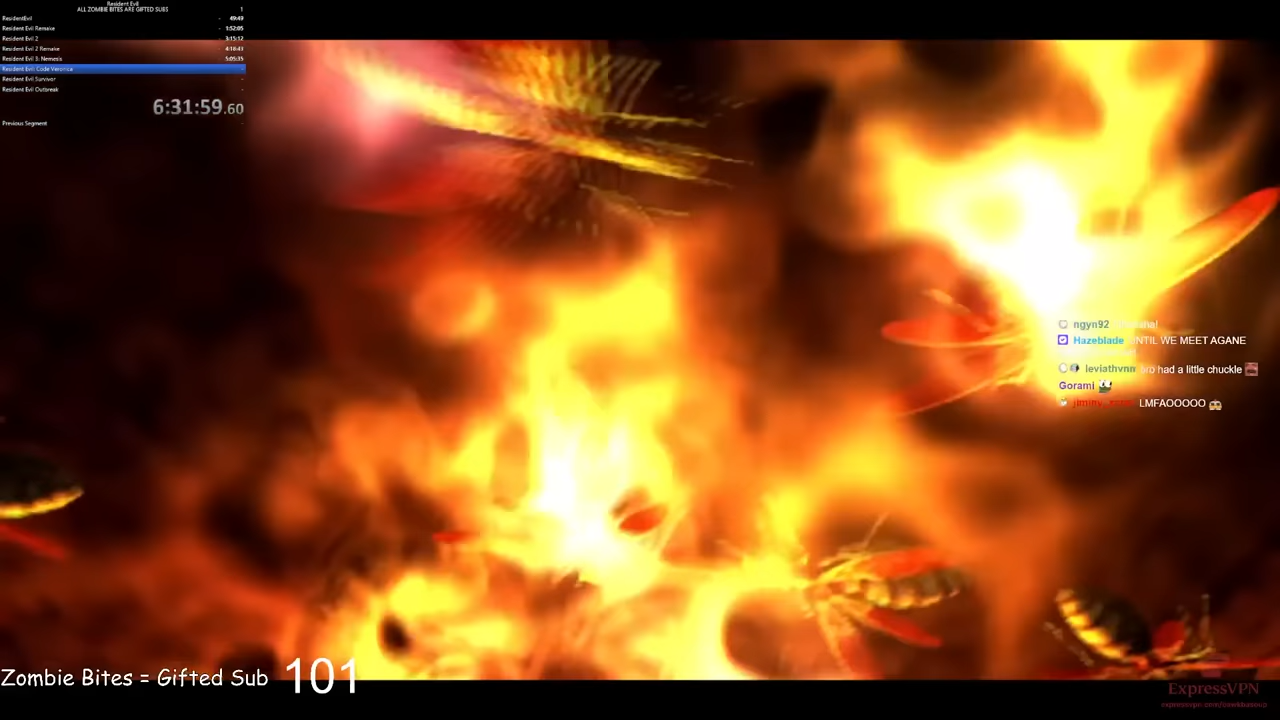 Resident Evil
ALL ZOMBIE BITES ARE GIFTED SUBS 1
ResidentEvil - 49:49
Resident Evil Remake - 1:52:05
Resident Evil 2 - 3:15:12
Resident Evil 2 Remake - 4:18:43
Resident Evil 3: Nemesis 5:05:35
Resident Evil: Code Veronica -
Resident Evil Survivor -
Resident Evil Outbreak -
6:31:59.60
Previous Segment -
ngyn92
Hazeblade UNTIL WE MEET AGANE
leviathvnn bro had a little chuckle
Gorami
LMFAOOOOO
Zombie Bites = Gifted Sub 101
ExpressVPN